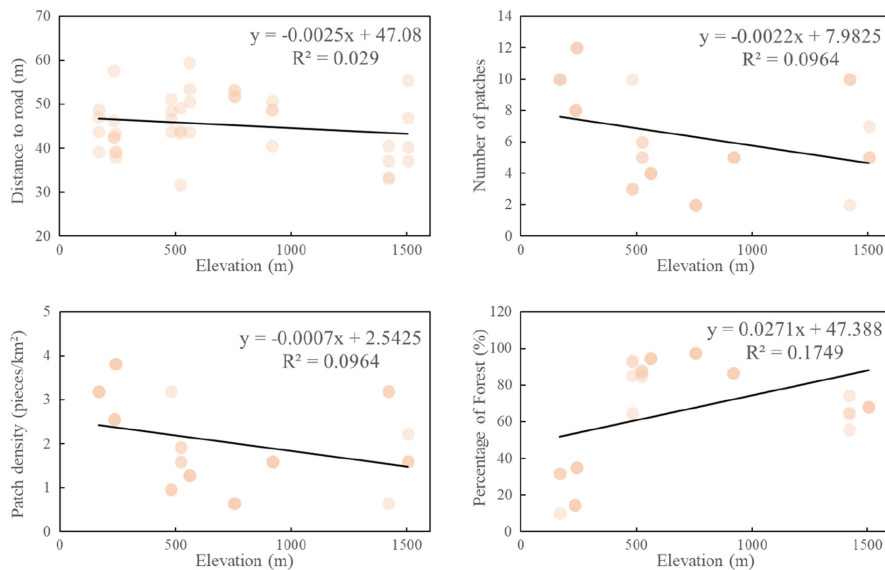 70
60
50
40
30
20
Distance to road (m)
y = -0.0025x + 47.08
R² = 0.029
0
500
1000
1500
Elevation (m)
14
12
10
8
6
4
2
0
Number of patches
y = -0.0022x + 7.9825
R² = 0.0964
0
500
1000
1500
Elevation (m)
5
4
3
2
1
0
Patch density (pieces/km²)
y = -0.0007x + 2.5425
R² = 0.0964
0
500
1000
1500
Elevation (m)
120
100
80
60
40
20
0
Percentage of Forest (%)
y = 0.0271x + 47.388
R² = 0.1749
0
500
1000
1500
Elevation (m)